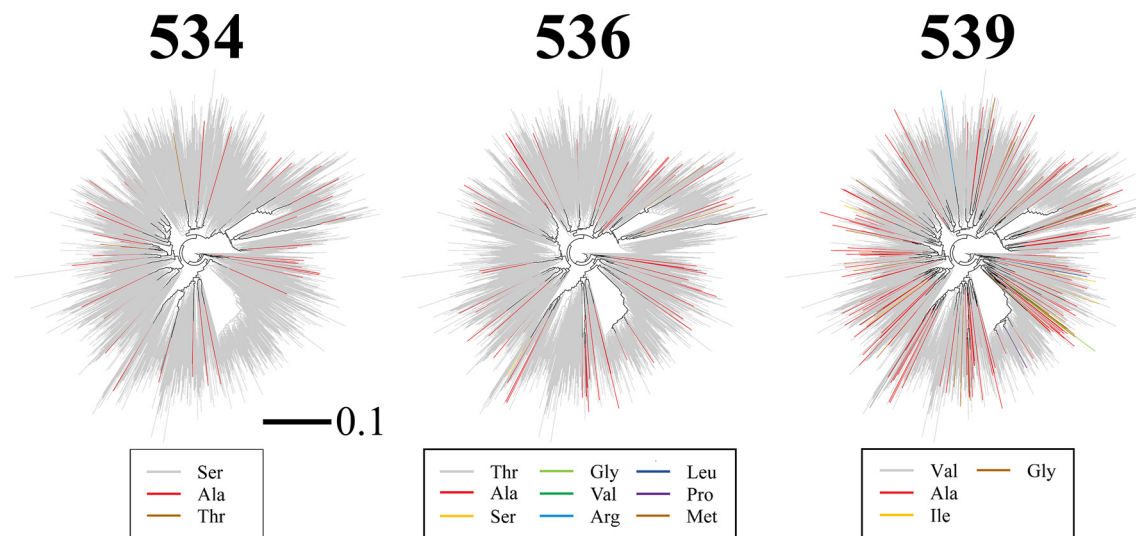 534 536 539
0.1
Ser Thr Gly Leu Val Gly
Ala Ala Val Pro Ala
Thr Ser Arg Met Ile